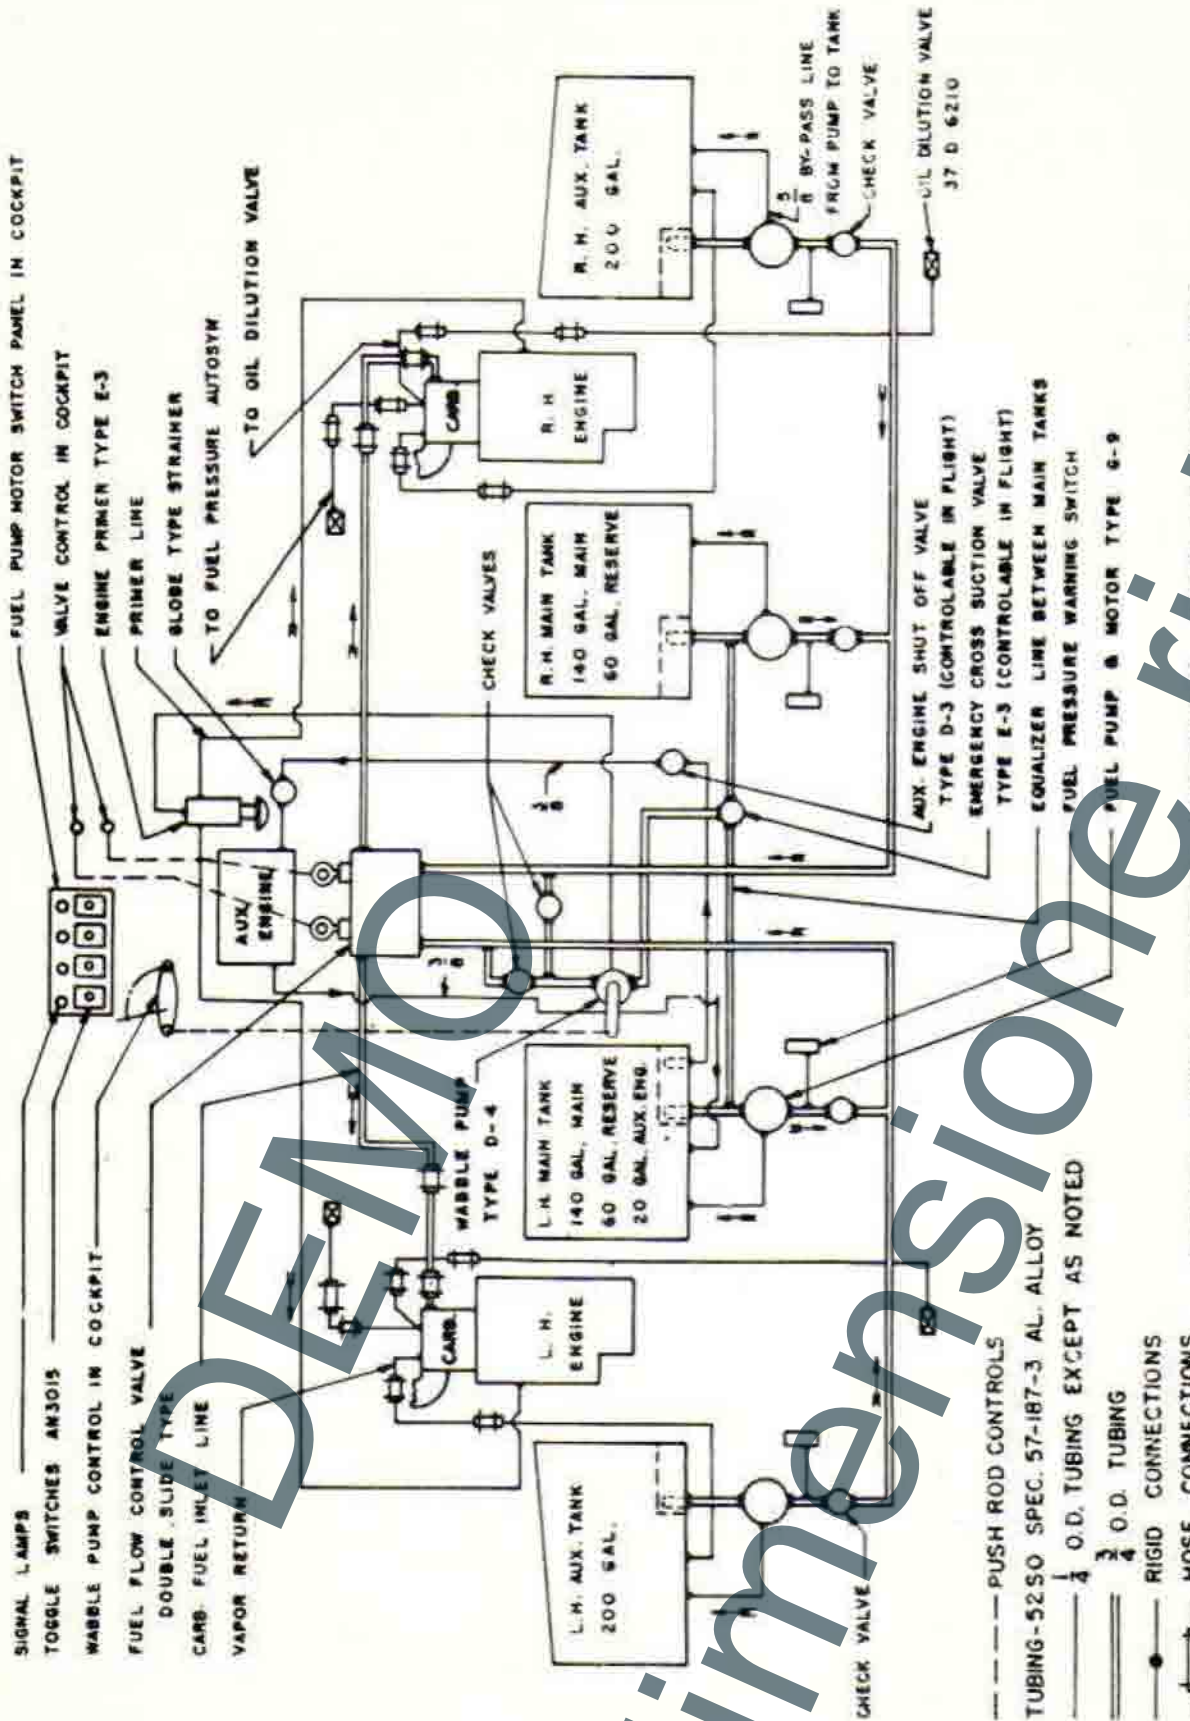 SIGNAL LAMPS
TOGGLE SWITCHES AN3015
WABBLE PUMP CONTROL IN COCKPIT
FUEL FLOW CONTROL VALVE
DOUBLE SLIDE TYPE
CARB. FUEL INLET LINE
VAPOR RETURN
FUEL PUMP MOTOR SWITCH PANEL IN COCKPIT
VALVE CONTROL IN COCKPIT
ENGINE PRIMER TYPE E-3
PRIMER LINE
GLOBE TYPE STRAINER
TO FUEL PRESSURE AUTOSYN
TO OIL DILUTION VALVE
AUX. ENGINE
CARB.
L. H. ENGINE
CARB.
R. H ENGINE
3/8
3/8
CHECK VALVES
WABBLE PUMP
TYPE D-4
L. H. AUX. TANK
200 GAL.
L. H. MAIN TANK
140 GAL. MAIN
60 GAL. RESERVE
20 GAL. AUX. ENG.
R. H. MAIN TANK
140 GAL. MAIN
60 GAL. RESERVE
R. H. AUX. TANK
200 GAL.
5/8 BY-PASS LINE
FROM PUMP TO TANK
CHECK VALVE
OIL DILUTION VALVE
37 D 6210
CHECK VALVE
AUX. ENGINE SHUT OFF VALVE
TYPE D-3 (CONTROLABLE IN FLIGHT)
EMERGENCY CROSS SUCTION VALVE
TYPE E-3 (CONTROLABLE IN FLIGHT)
EQUALIZER LINE BETWEEN MAIN TANKS
FUEL PRESSURE WARNING SWITCH
FUEL PUMP & MOTOR TYPE G-9
PUSH ROD CONTROLS
TUBING-52SO SPEC. 57-187-3 AL. ALLOY
1/4 O.D. TUBING EXCEPT AS NOTED
3/4 O.D. TUBING
RIGID CONNECTIONS
HOSE CONNECTIONS
DEMO